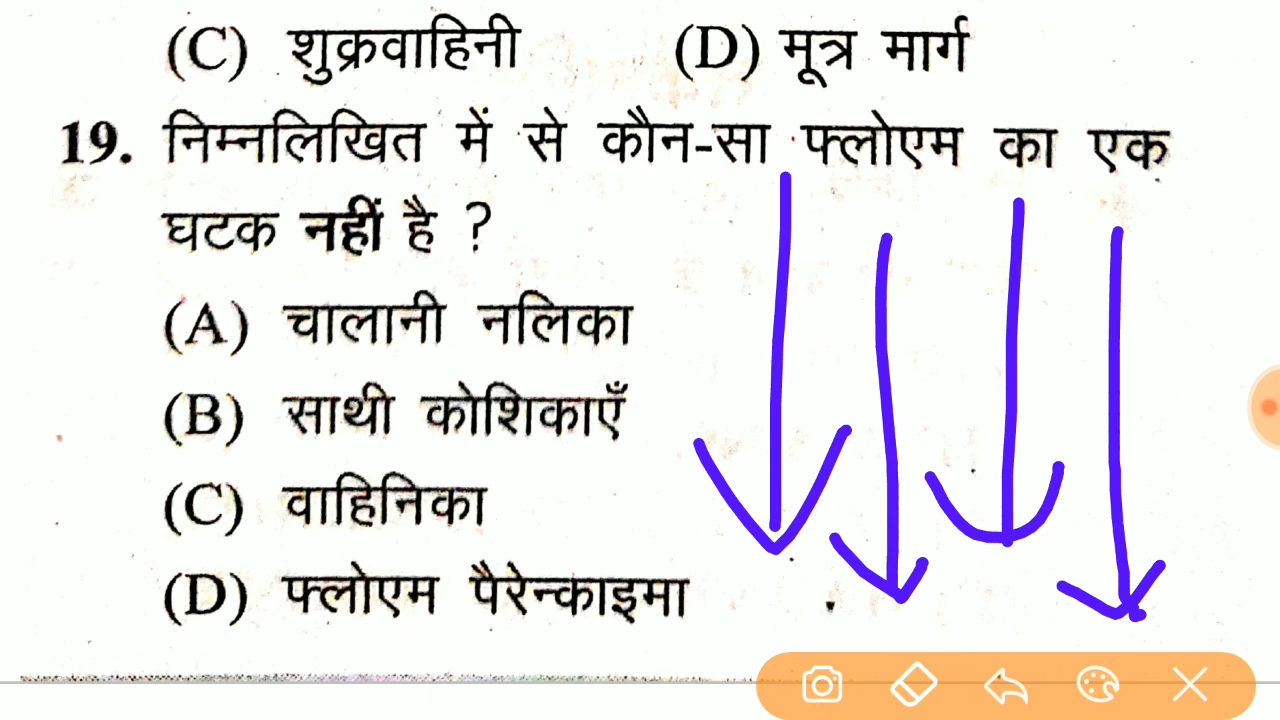 (C) शुक्रवाहिनी (D) मूत्र मार्ग
19. निम्नलिखित में से कौन-सा फ्लोएम का एक
घटक नहीं है ?
(A) चालानी नलिका
(B) साथी कोशिकाएँ
(C) वाहिनिका
(D) फ्लोएम पैरेन्काइमा